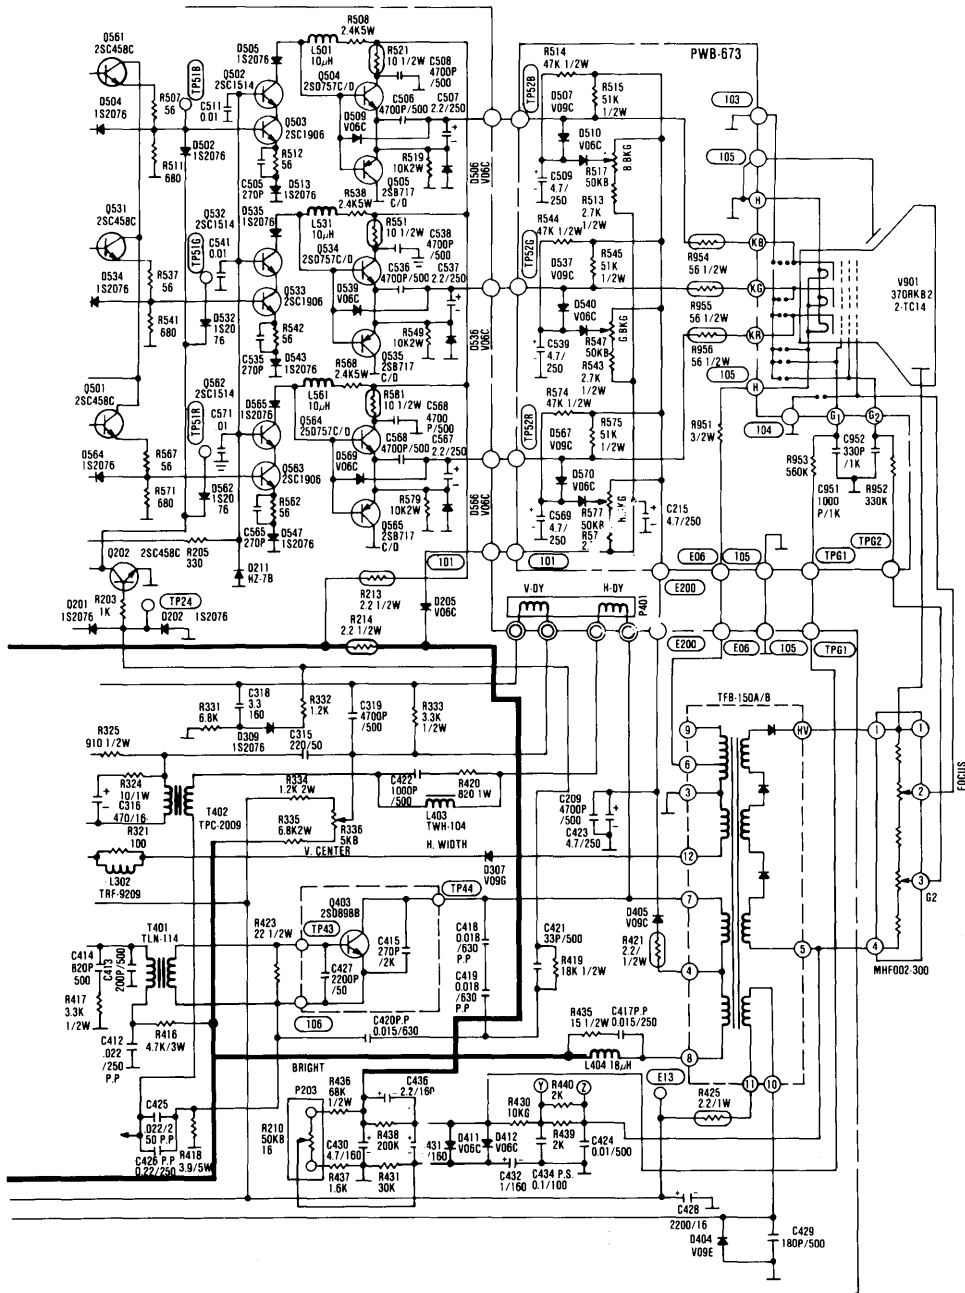 Q561
2SC458C
D504
1S2076
R507
56
R511
680
TP51B
D502
1S2076
C511
0.01
D505
1S2076
Q502
2SC1514
Q503
2SC1906
R512
56
C505
270P
D513
1S2076
L501
10μH
R508
2.4K5W
R521
10 1/2W
Q504
2SD757C/D
D509
V06C
C506
4700P/500
C508
4700P
/500
C507
2.2/250
R519
10K2W
Q505
2SB717
C/D
D506
V06C
TP52B
R514
47K 1/2W
D507
V09C
R515
51K
1/2W
D510
V06C
R517
50KB
B.BKG
C509
4.7/
250
R513
2.7K
1/2W
PWB-673
103
105
H
KB
KG
KR
H
105
104
G1
G2
R954
56 1/2W
R955
56 1/2W
R956
56 1/2W
V901
370RKB2
2-TC14
Q531
2SC458C
D534
1S2076
R537
56
R541
680
TP51G
D532
1S20
76
Q532
2SC1514
C541
0.01
D535
1S2076
Q533
2SC1906
R542
56
C535
270P
D543
1S2076
L531
10μH
R538
2.4K5W
R551
10 1/2W
Q534
2SD757C/D
D539
V06C
C536
4700P/500
C538
4700P
/500
C537
2.2/250
R549
10K2W
Q535
2SB717
C/D
D536
V06C
TP52G
R544
47K 1/2W
D537
V09C
R545
51K
1/2W
D540
V06C
R547
50KB
G.BKG
C539
4.7/
250
R543
2.7K
1/2W
Q501
2SC458C
D564
1S2076
R567
56
R571
680
TP51R
D562
1S20
76
Q562
2SC1514
C571
01
D565
1S2076
Q563
2SC1906
R562
56
C565
270P
D547
1S2076
L561
10μH
R568
2.4K5W
R581
10 1/2W
Q564
2SD757C/D
D569
V06C
C568
4700P/500
C568
4700
P/500
C567
2.2/250
R579
10K2W
Q565
2SB717
C/D
D566
V06C
TP52R
R574
47K 1/2W
D567
V09C
R575
51K
1/2W
D570
V06C
R577
50KR
C569
4.7/
250
R57
C215
4.7/250
R951
3/2W
R953
560K
C951
1000
P/1K
C952
330P
/1K
R952
330K
Q202
2SC458C
R205
330
D211
HZ-7B
R203
1K
TP24
D201
1S2076
D202
1S2076
R213
2.2 1/2W
R214
2.2 1/2W
D205
V06C
101
101
E06
105
TPG1
TPG2
E200
V-DY
H-DY
P401
E200
E06
105
TPG1
R325
910 1/2W
R331
6.8K
C318
3.3
160
D309
1S2076
R332
1.2K
C315
220/50
C319
4700P
/500
R333
3.3K
1/2W
R324
10/1W
C316
470/16
R321
100
L302
TRF-9209
T402
TPC-2009
R334
1.2K 2W
R335
6.8K2W
R336
5KB
V. CENTER
C422
1000P
/500
R420
820 1W
L403
TWH-104
H. WIDTH
C209
4700P
/500
C423
4.7/250
D307
V09G
TFB-150A/B
9
6
3
12
7
4
8
HV
5
11
10
1
4
1
2
3
FOCUS
G2
MHF002-300
T401
TLN-114
C414
820P
500
C413
200P/500
R417
3.3K
1/2W
C412
.022
/250
P.P
R416
4.7K/3W
R423
22 1/2W
TP43
Q403
2SD898B
TP44
C427
2200P
/50
C415
270P
/2K
106
C418
0.018
/630
P.P
C419
0.018
/630
P.P
C421
33P/500
R419
18K 1/2W
D405
V09C
R421
2.2/
1/2W
C420P.P
0.015/630
R435
15 1/2W
C417P.P
0.015/250
L404 18μH
E13
R425
2.2/1W
C425
.022/2
50 P.P
C426 P.P
0.22/250
R418
3.9/5W
BRIGHT
P203
R210
50KB
16
R436
68K
1/2W
C436
2.2/160
C430
4.7/160
R438
200K
R437
1.6K
R431
30K
431
/160
D411
V06C
D412
V06C
R430
10KG
Y
Z
R440
2K
R439
2K
C424
0.01/500
C432
1/160
C434 P.S.
0.1/100
C428
2200/16
D404
V09E
C429
180P/500